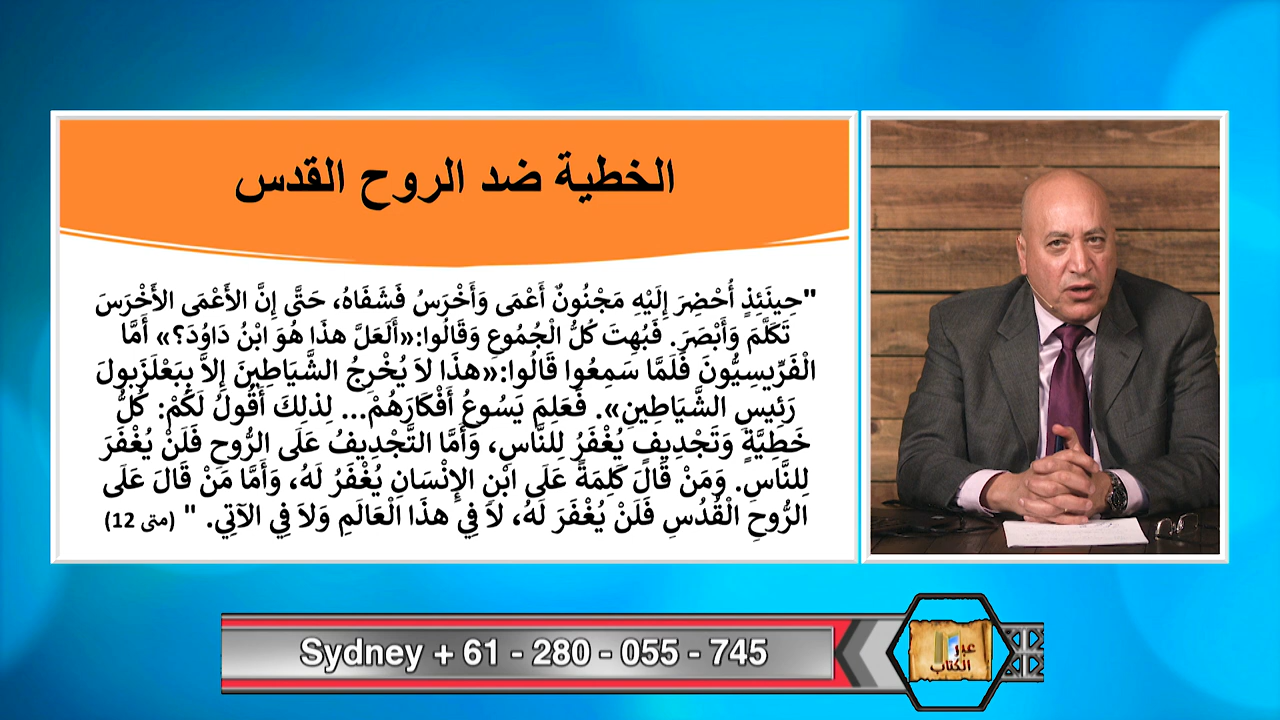 الخطية ضد الروح القدس
"حِينَئِذٍ أُحْضِرَ إِلَيْهِ مَجْنُونٌ أَعْمَى وَأَخْرَسُ فَشَفَاهُ، حَتَّى إِنَّ الأَعْمَى الأَخْرَسَ
تَكَلَّمَ وَأَبْصَرَ. فَبُهِتَ كُلُّ الْجُمُوعِ وَقَالُوا:«أَلَعَلَّ هذَا هُوَ ابْنُ دَاوُدَ؟» أَمَّا
الْفَرِّيسِيُّونَ فَلَمَّا سَمِعُوا قَالُوا:«هذَا لاَ يُخْرِجُ الشَّيَاطِينَ إِلاَّ بِبَعْلَزَبُولَ
رَئِيسِ الشَّيَاطِينِ». فَعَلِمَ يَسُوعُ أَفْكَارَهُمْ... لِذلِكَ أَقُولُ لَكُمْ: كُلُّ
خَطِيَّةٍ وَتَجْدِيفٍ يُغْفَرُ لِلنَّاسِ، وَأَمَّا التَّجْدِيفُ عَلَى الرُّوحِ فَلَنْ يُغْفَرَ
لِلنَّاسِ. وَمَنْ قَالَ كَلِمَةً عَلَى ابْنِ الإِنْسَانِ يُغْفَرُ لَهُ، وَأَمَّا مَنْ قَالَ عَلَى
الرُّوحِ الْقُدُسِ فَلَنْ يُغْفَرَ لَهُ، لاَ فِي هذَا الْعَالَمِ وَلاَ فِي الآتِي. " (متى 12)
Sydney + 61 - 280 - 055 - 745
عبر
الكتاب